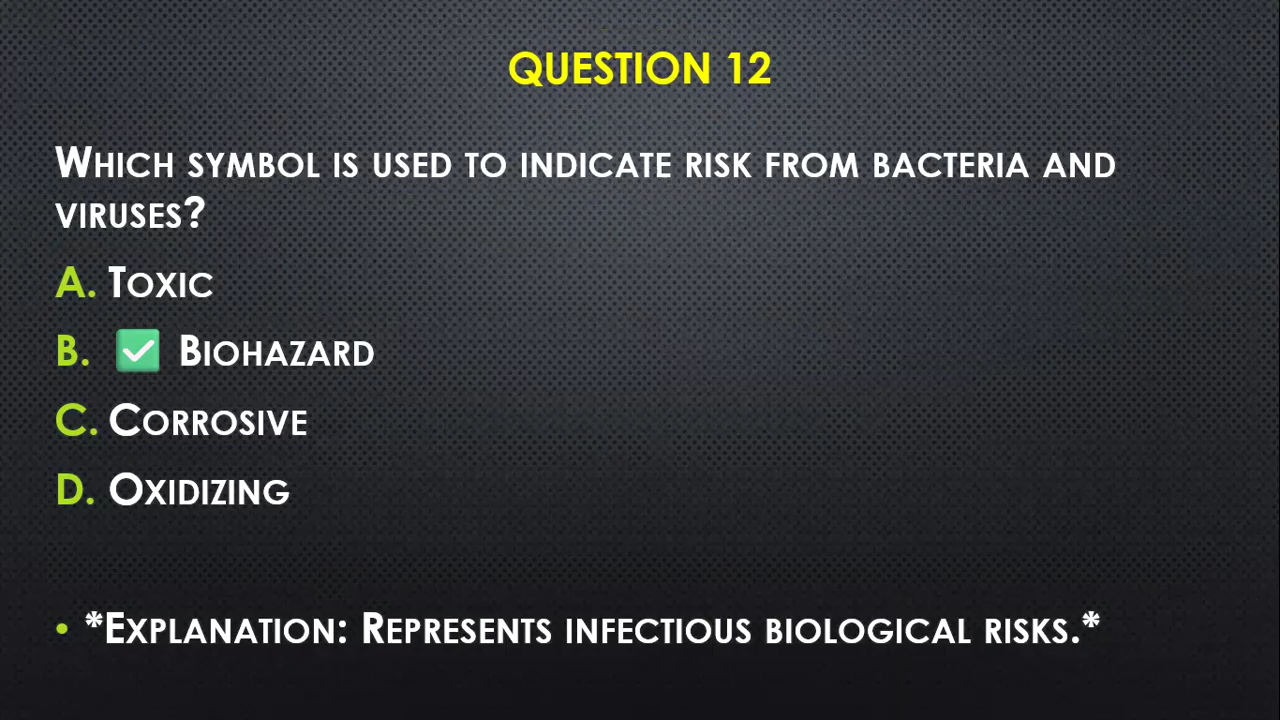 QUESTION 12
WHICH SYMBOL IS USED TO INDICATE RISK FROM BACTERIA AND
VIRUSES?
A. TOXIC
B. ✅ BIOHAZARD
C. CORROSIVE
D. OXIDIZING
• *EXPLANATION: REPRESENTS INFECTIOUS BIOLOGICAL RISKS.*